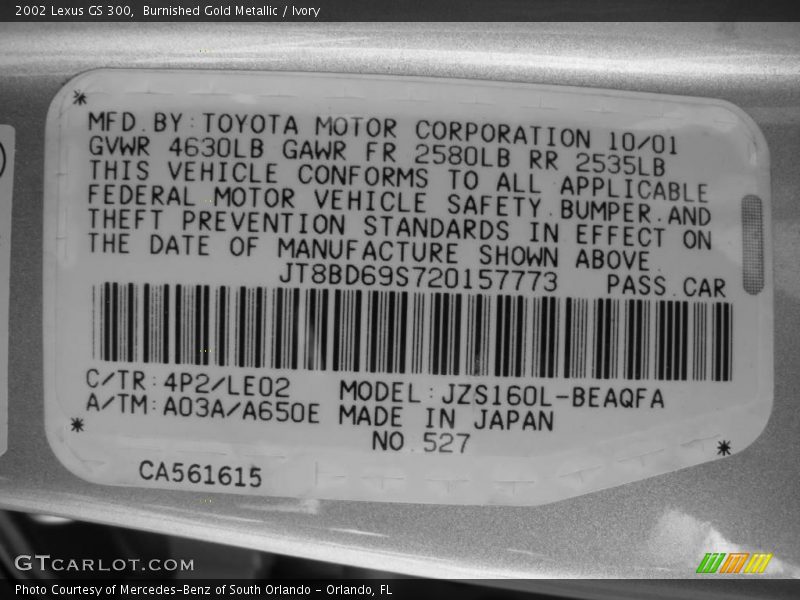 2002 Lexus GS 300, Burnished Gold Metallic / Ivory
MFD.BY:TOYOTA MOTOR CORPORATION 10/01
GVWR 4630LB GAWR FR 2580LB RR 2535LB
THIS VEHICLE CONFORMS TO ALL APPLICABLE
FEDERAL MOTOR VEHICLE SAFETY.BUMPER.AND
THEFT PREVENTION STANDARDS IN EFFECT ON
THE DATE OF MANUFACTURE SHOWN ABOVE.
JT8BD69S720157773 PASS.CAR
C/TR:4P2/LE02 MODEL:JZS160L-BEAQFA
A/TM:A03A/A650E MADE IN JAPAN
NO.527
CA561615
GTCARLOT.COM
Photo Courtesy of Mercedes-Benz of South Orlando - Orlando, FL